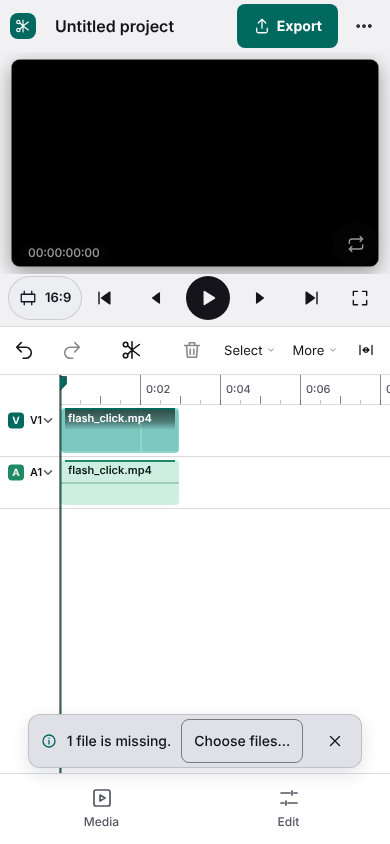 Untitled project
Export
00:00:00:00
16:9
Select
More
0:02
0:04
0:06
V V1
flash_click.mp4
A A1
flash_click.mp4
1 file is missing.
Choose files...
Media
Edit